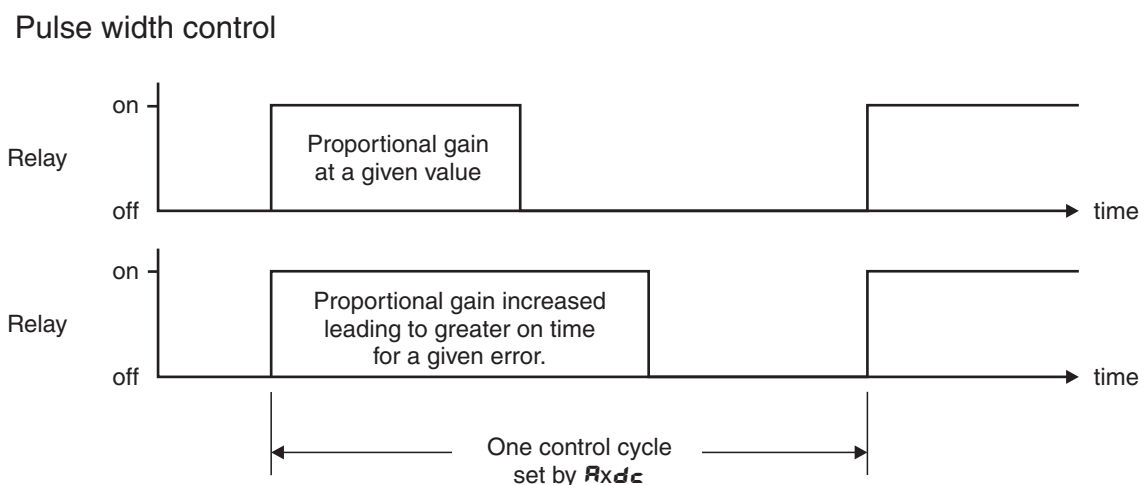 Pulse width control
on
Relay
Proportional gain
at a given value
off
time
on
Relay
Proportional gain increased
leading to greater on time
for a given error.
off
time
One control cycle
set by AxdC